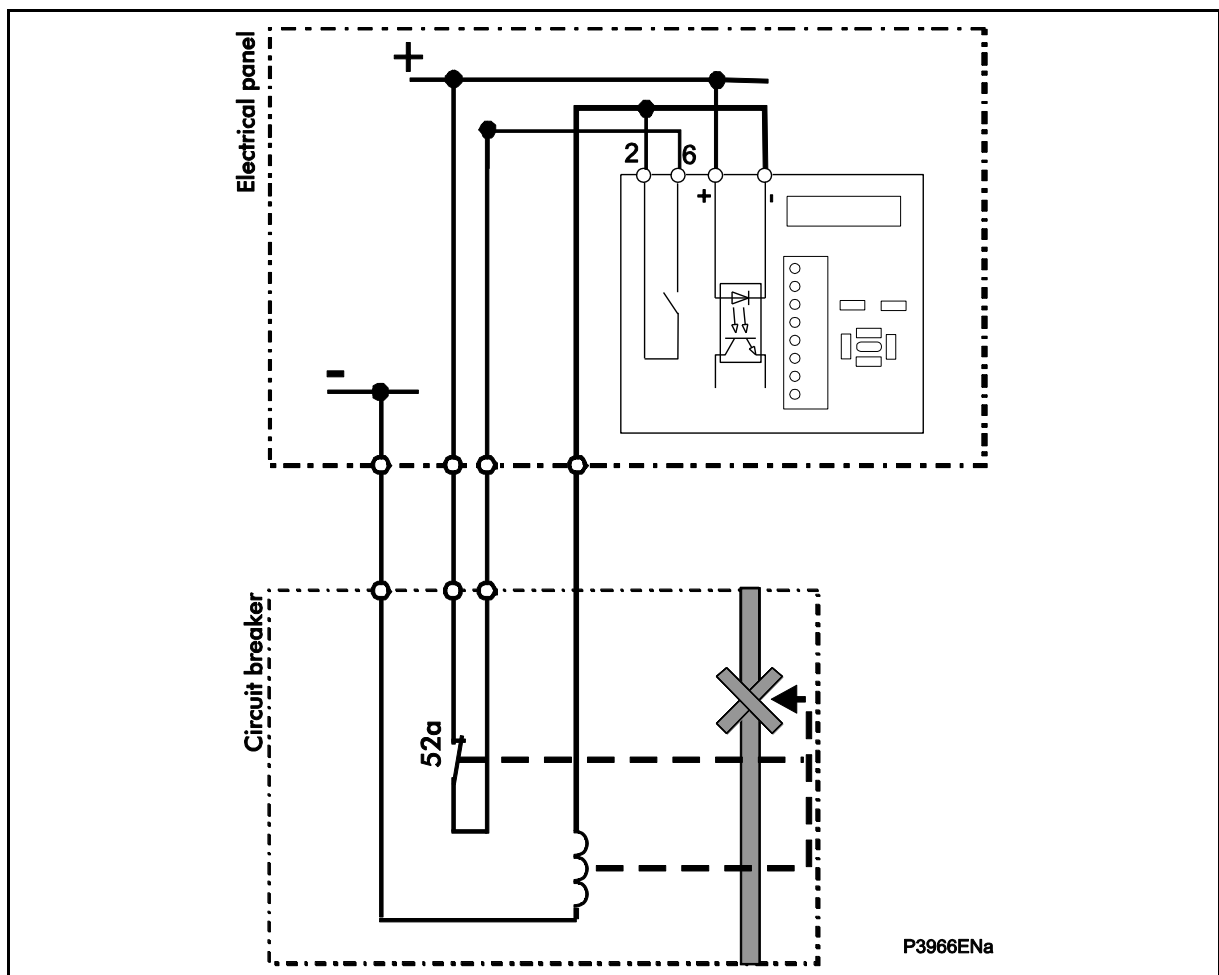 Electrical panel
+
2 6
+ -
-
Circuit breaker
52a
P3966ENa